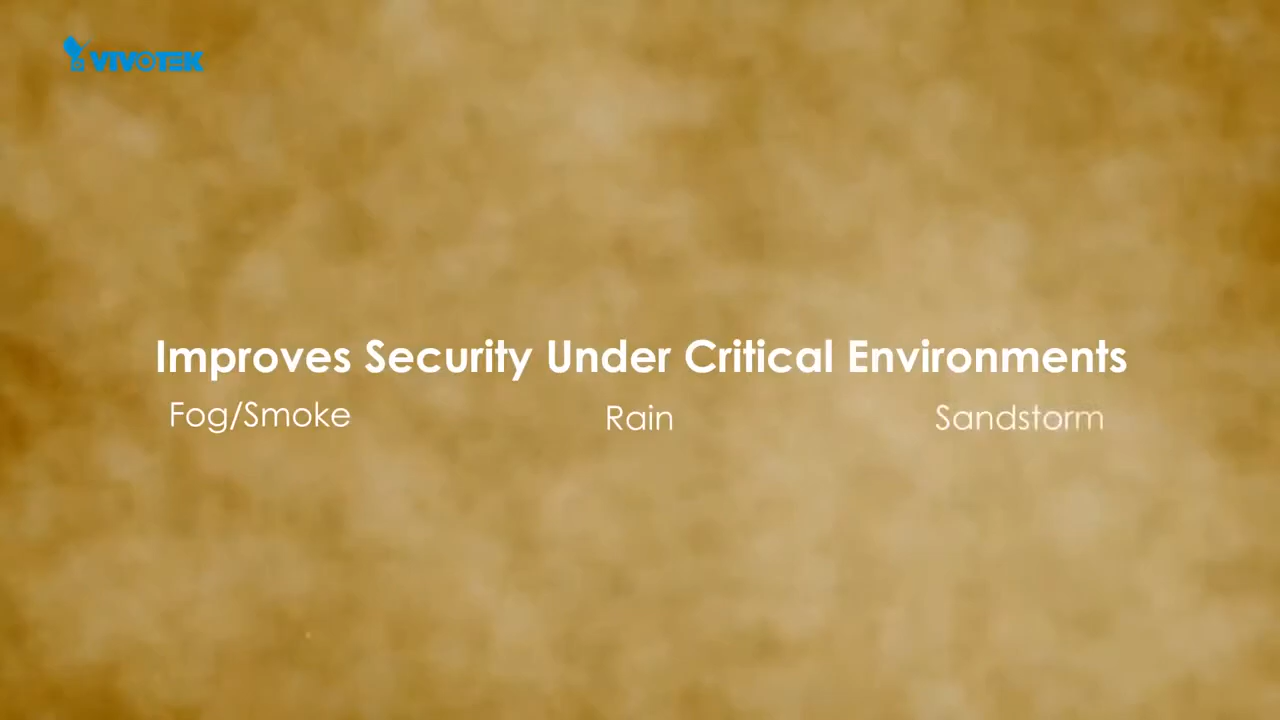 VIVOTEK
Improves Security Under Critical Environments
Fog/Smoke Rain Sandstorm